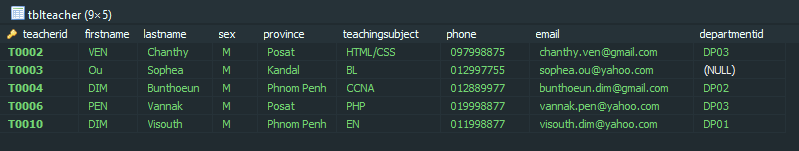 tblteacher (9×5)
teacherid firstname lastname sex province teachingsubject phone email departmentid
T0002 VEN Chanthy M Posat HTML/CSS 097998875 chanthy.ven@gmail.com DP03
T0003 Ou Sophea M Kandal BL 012997755 sophea.ou@yahoo.com (NULL)
T0004 DIM Bunthoeun M Phnom Penh CCNA 012889977 bunthoeun.dim@gmail.com DP02
T0006 PEN Vannak M Posat PHP 019998877 vannak.pen@yahoo.com DP03
T0010 DIM Visouth M Phnom Penh EN 011998877 visouth.dim@yahoo.com DP01